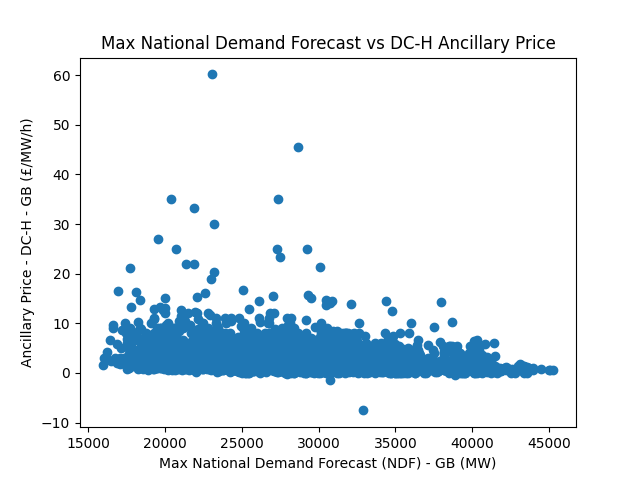 Max National Demand Forecast vs DC-H Ancillary Price
Ancillary Price - DC-H - GB (£/MW/h)
60
50
40
30
20
10
0
−10
15000 20000 25000 30000 35000 40000 45000
Max National Demand Forecast (NDF) - GB (MW)